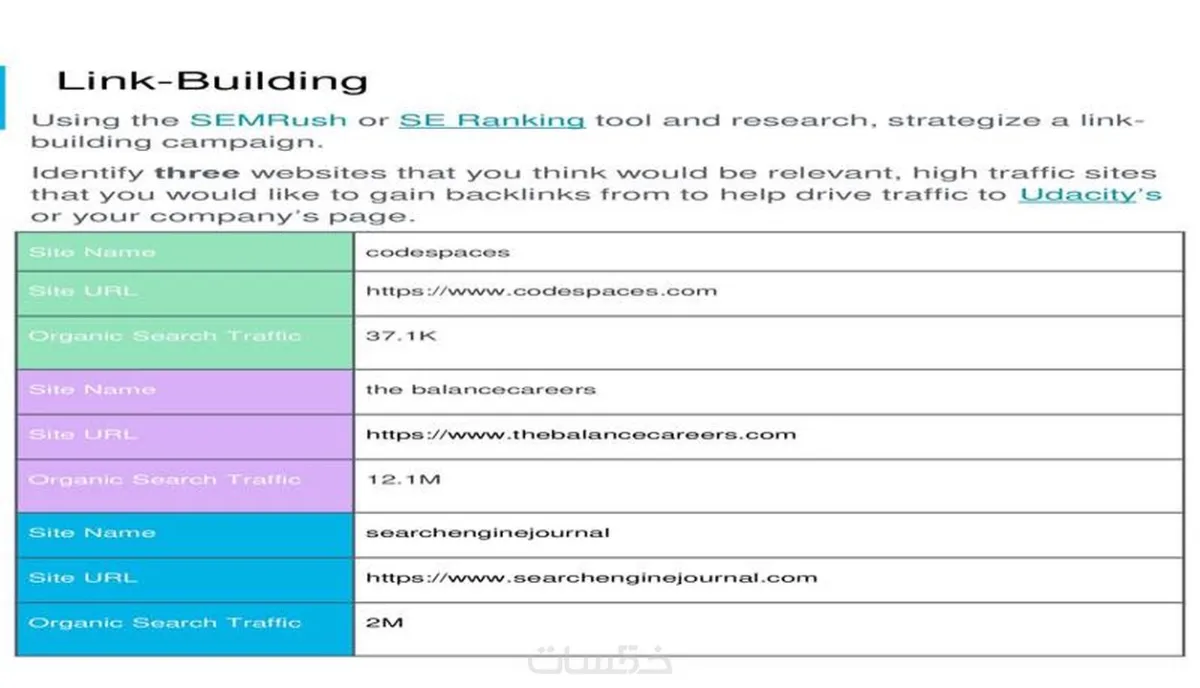 Link-Building
Using the SEMRush or SE Ranking tool and research, strategize a link-
building campaign.
Identify three websites that you think would be relevant, high traffic sites
that you would like to gain backlinks from to help drive traffic to Udacity's
or your company's page.
Site Name codespaces
Site URL https://www.codespaces.com
Organic Search Traffic 37.1K
Site Name the balancecareers
Site URL https://www.thebalancecareers.com
Organic Search Traffic 12.1M
Site Name searchenginejournal
Site URL https://www.searchenginejournal.com
Organic Search Traffic 2M
خمسات